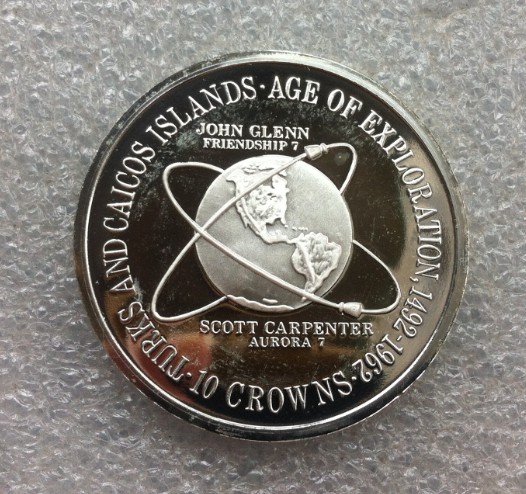 TURKS AND CAICOS ISLANDS · AGE OF EXPLORATION, 1492-1962 · 10 CROWNS ·
JOHN GLENN
FRIENDSHIP 7
SCOTT CARPENTER
AURORA 7